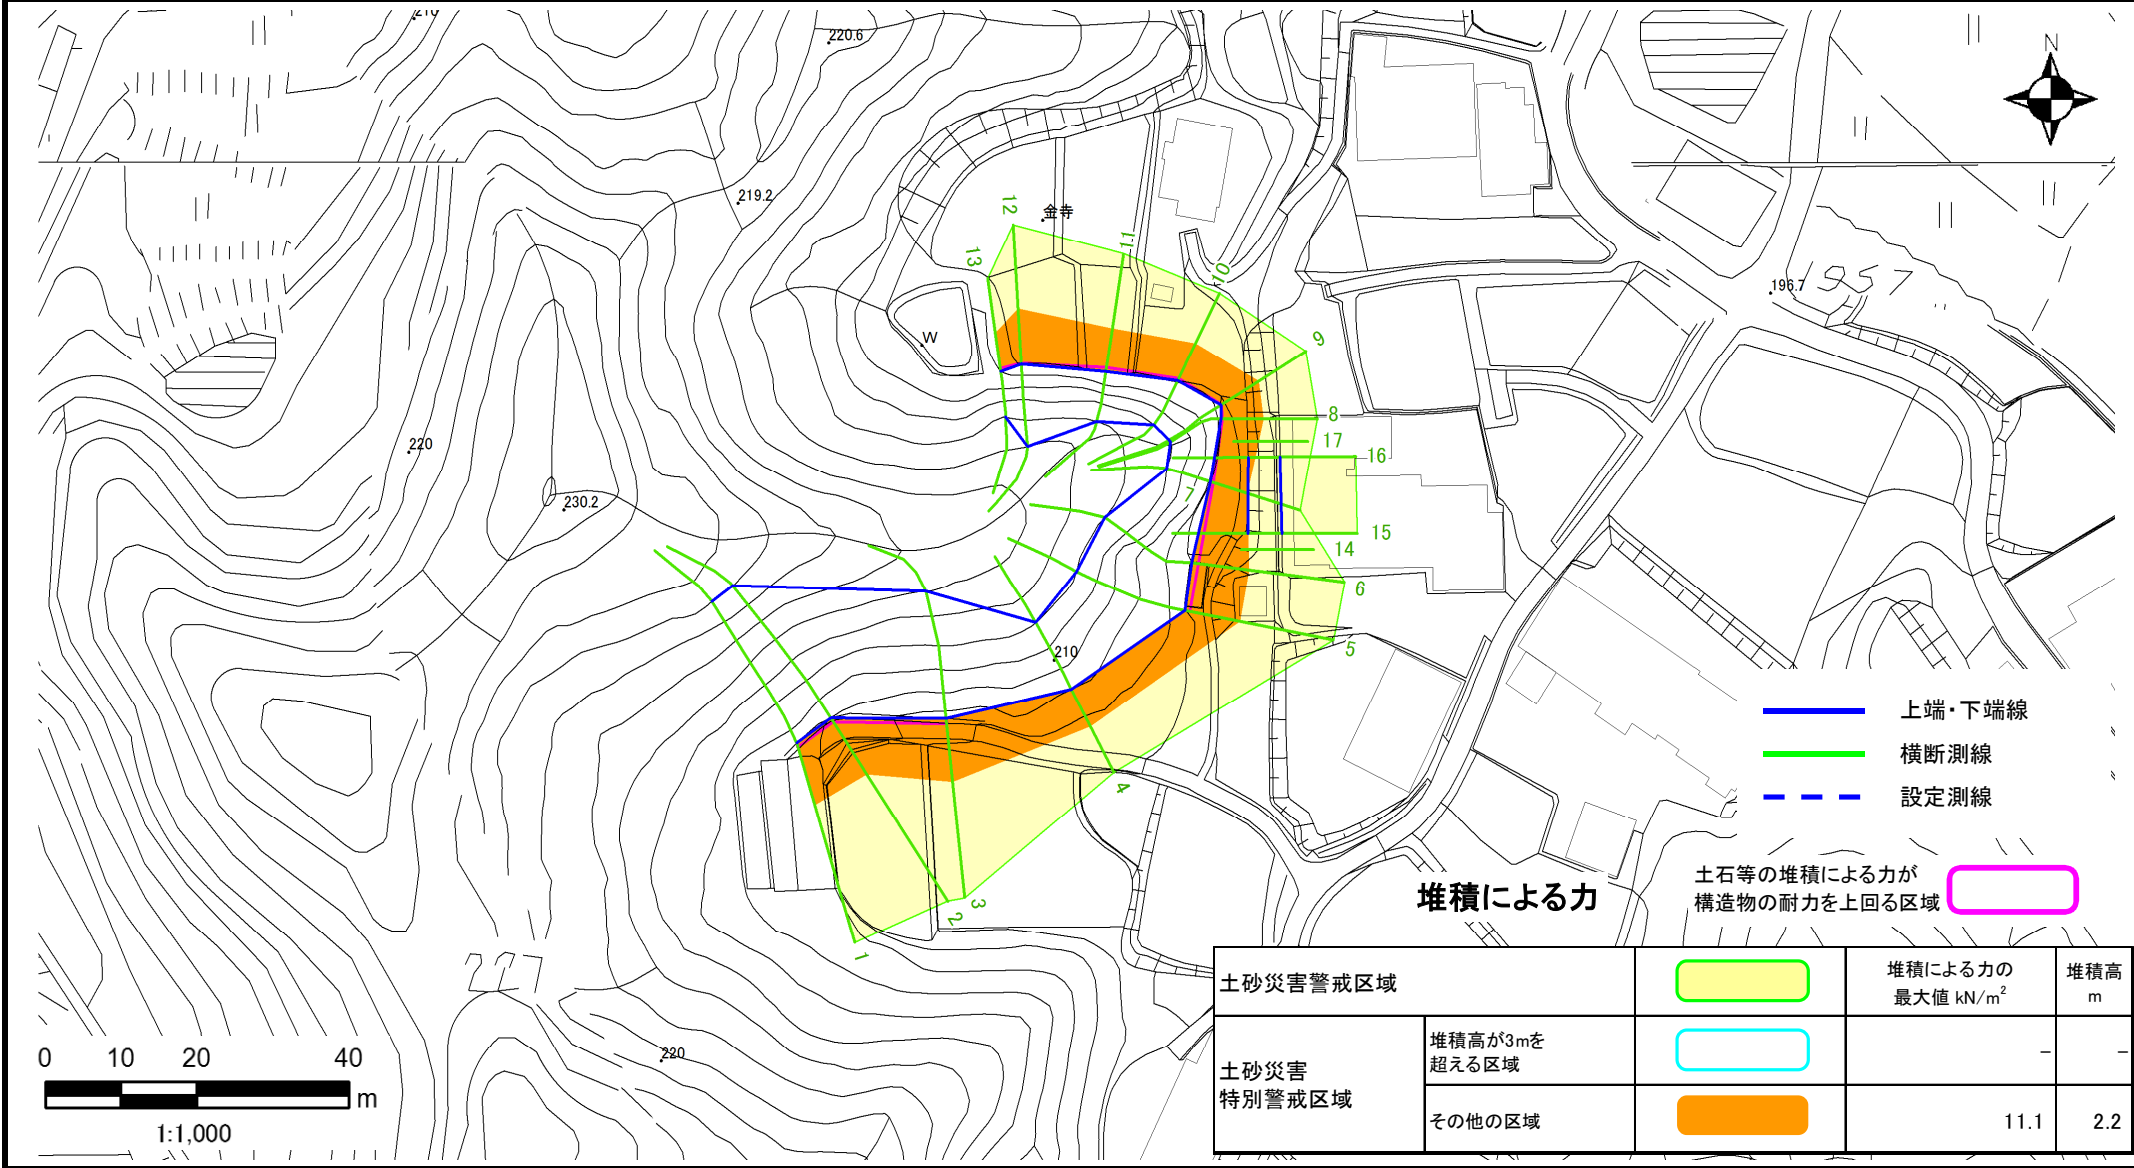 220.6
N
219.2
金寺
12
11
13
10
196.7
W
9
8
17
16
220
7
230.2
15
14
6
5
210
4
3
2
1
220
上端・下端線
横断測線
設定測線
堆積による力
土石等の堆積による力が
構造物の耐力を上回る区域
土砂災害警戒区域
堆積による力の
最大値 kN/m²
堆積高
m
土砂災害
特別警戒区域
堆積高が3mを
超える区域
-
-
その他の区域
11.1
2.2
0 10 20 40
m
1:1,000